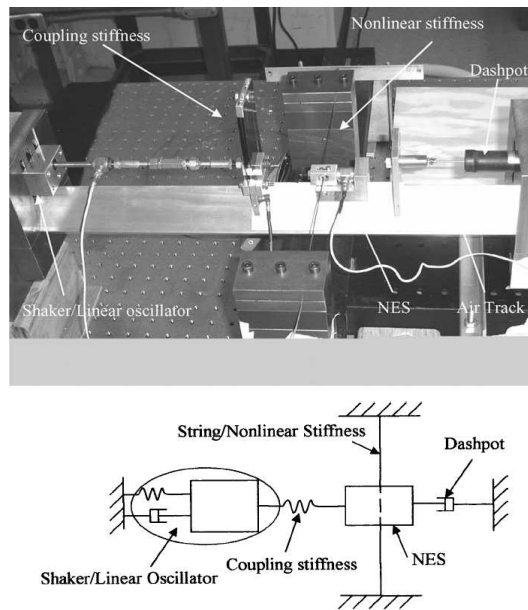 Coupling stiffness
Nonlinear stiffness
Dashpot
Shaker/Linear oscillator
NES
Air Track
String/Nonlinear Stiffness
Dashpot
Coupling stiffness
NES
Shaker/Linear Oscillator